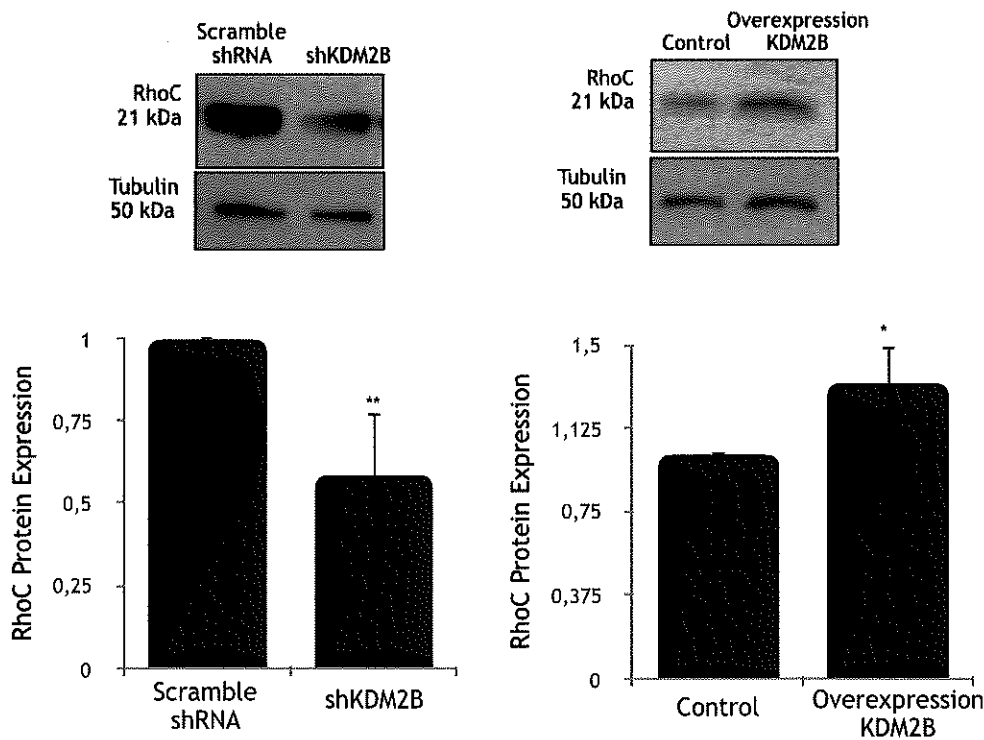 Scramble
shRNA
shKDM2B
RhoC
21 kDa
Tubulin
50 kDa
Overexpression
Control
KDM2B
RhoC
21 kDa
Tubulin
50 kDa
RhoC Protein Expression
1
0,75
0,5
0,25
0
**
Scramble
shRNA
shKDM2B
RhoC Protein Expression
1,5
1,125
0,75
0,375
0
*
Control
Overexpression
KDM2B